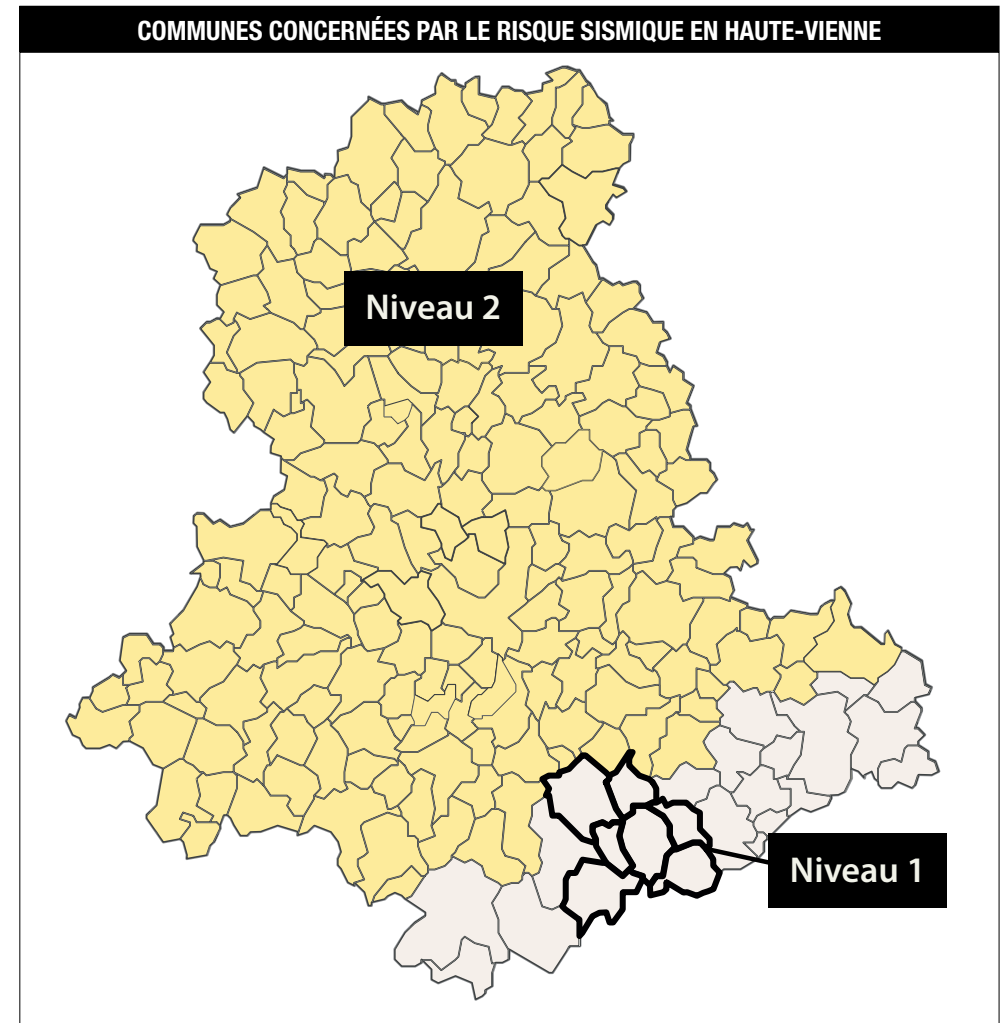 COMMUNES CONCERNÉES PAR LE RISQUE SISMIQUE EN HAUTE-VIENNE
Niveau 2
Niveau 1